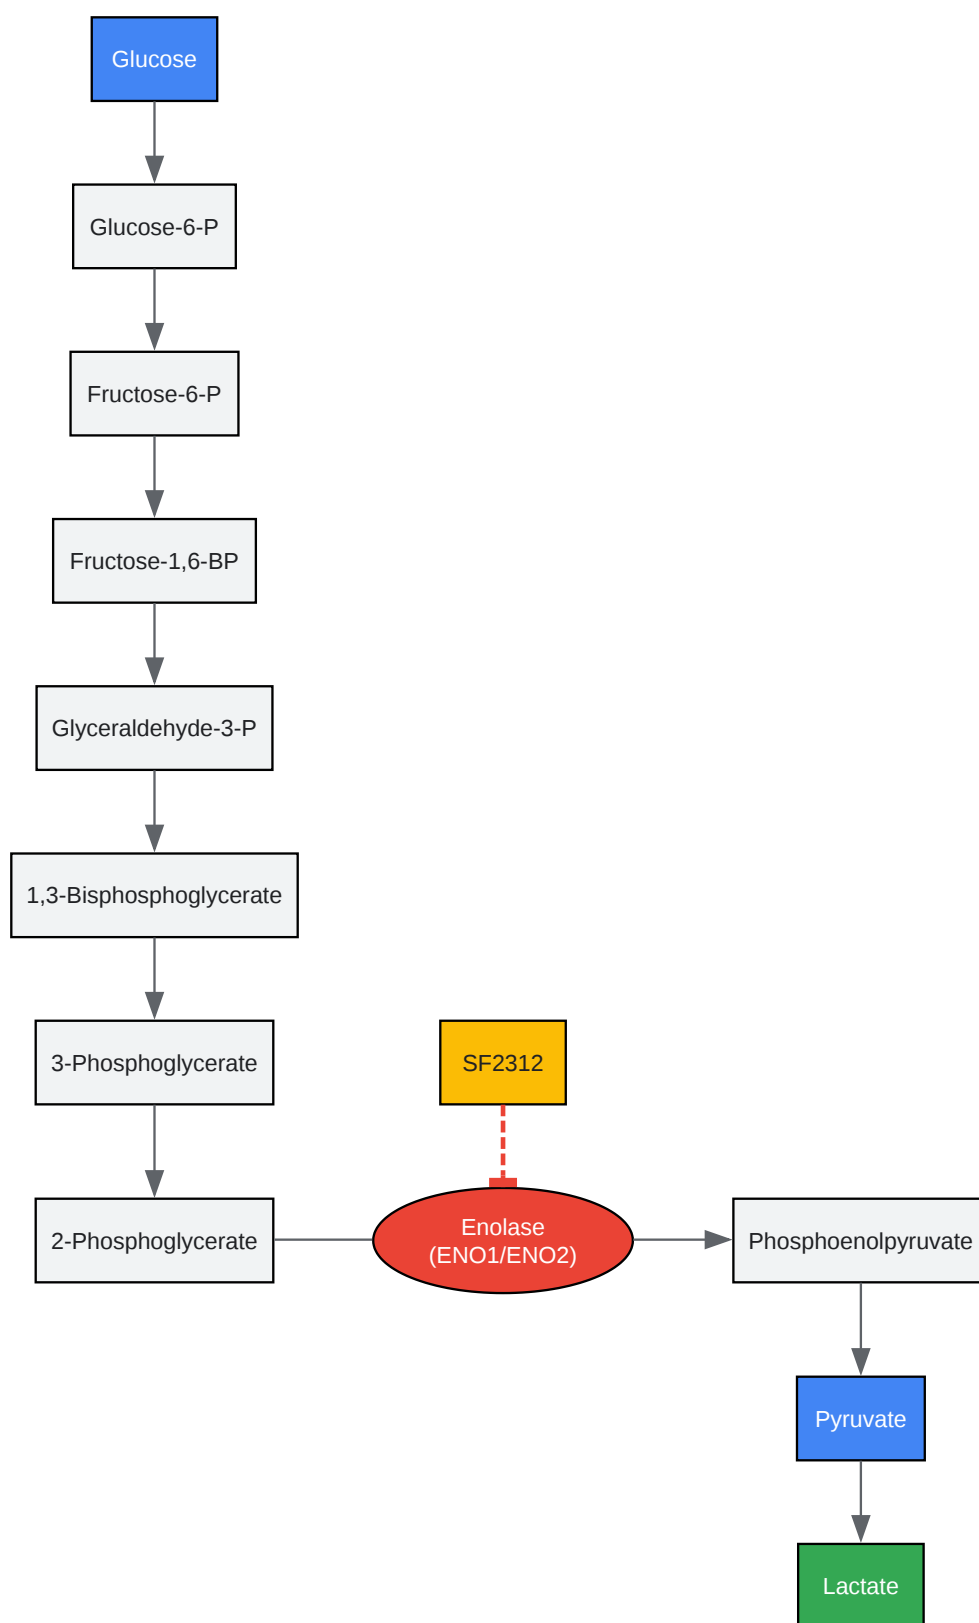 Glucose
Glucose-6-P
Fructose-6-P
Fructose-1,6-BP
Glyceraldehyde-3-P
1,3-Bisphosphoglycerate
3-Phosphoglycerate
SF2312
2-Phosphoglycerate
Enolase
(ENO1/ENO2)
Phosphoenolpyruvate
Pyruvate
Lactate